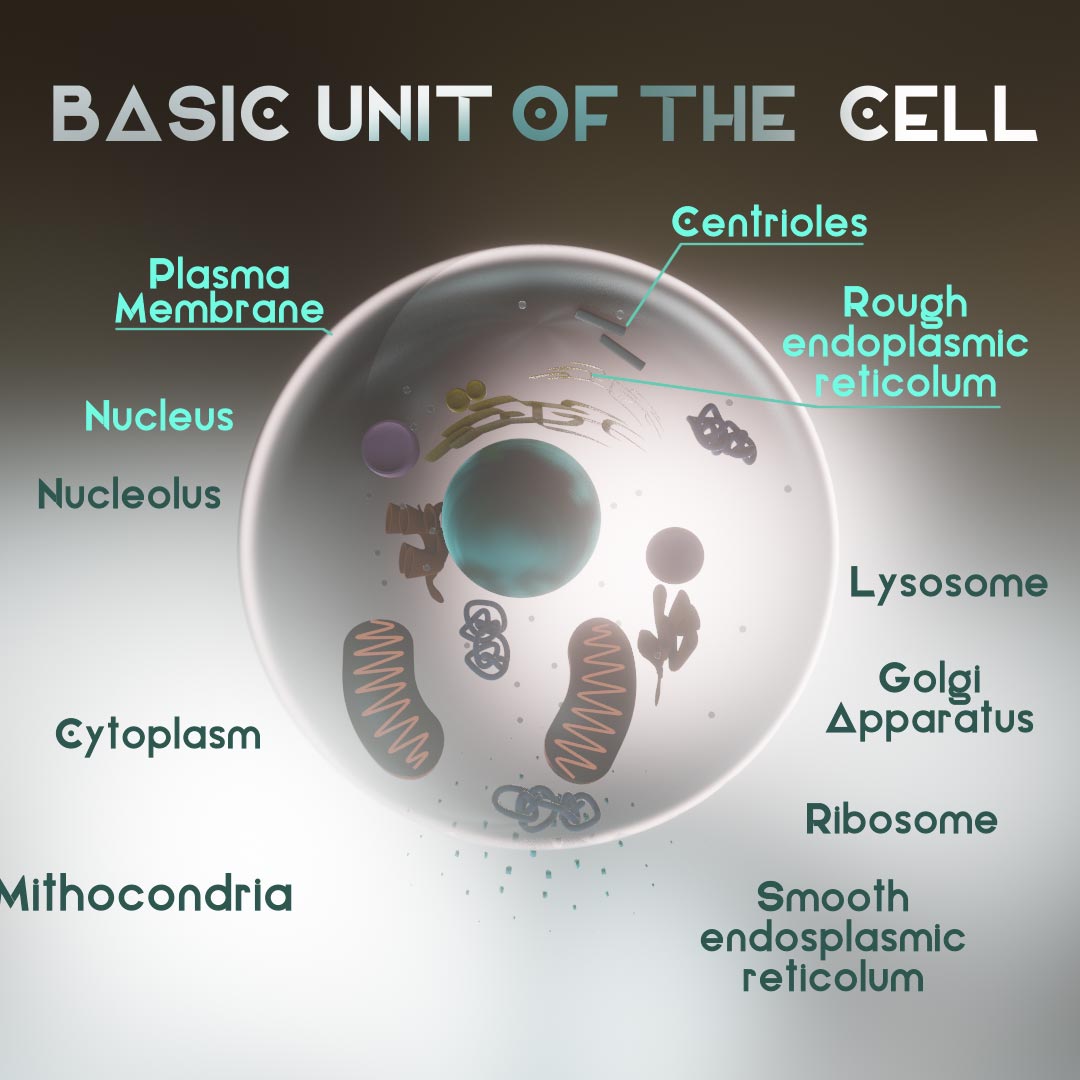 BASIC UNIT OF THE CELL
Centrioles
Plasma
Membrane
Rough
endoplasmic
reticolum
Nucleus
Nucleolus
Lysosome
Golgi
Apparatus
Cytoplasm
Ribosome
Mithocondria
Smooth
endosplasmic
reticolum